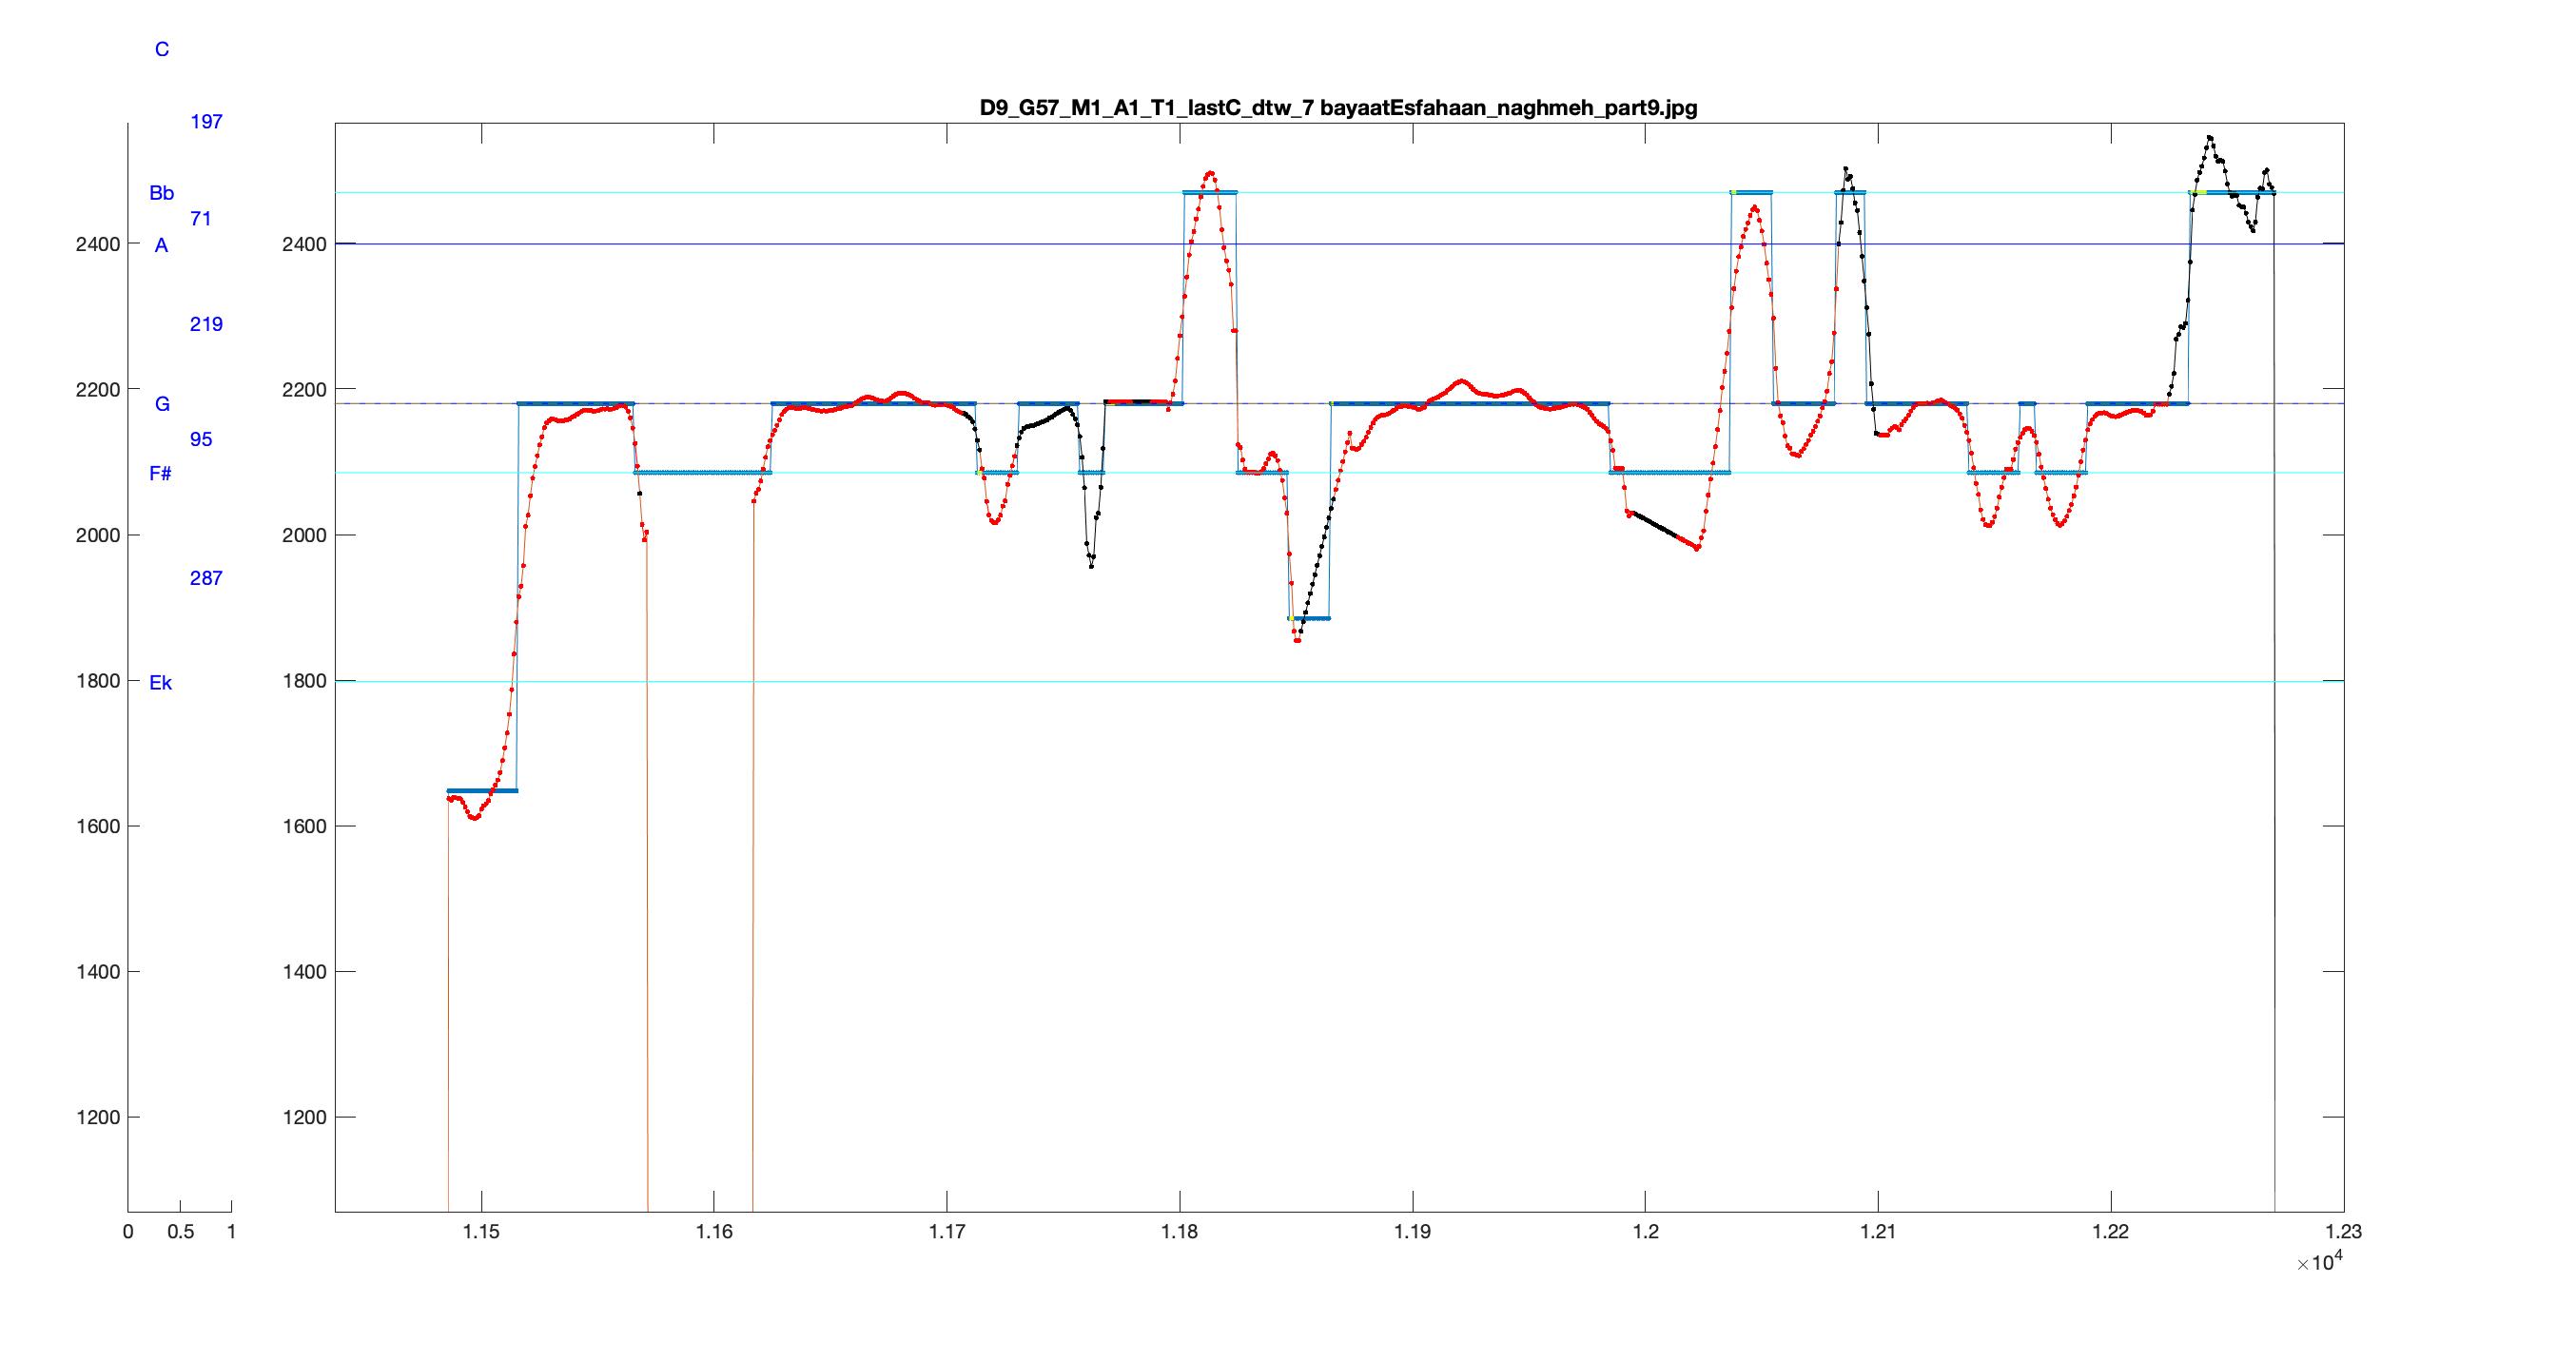 C
D9_G57_M1_A1_T1_lastC_dtw_7 bayaatEsfahaan_naghmeh_part9.jpg
197
Bb
71
2400 A 2400
219
2200 G 2200
95
F#
2000 2000
287
1800 Ek 1800
1600 1600
1400 1400
1200 1200
0 0.5 1 1.15 1.16 1.17 1.18 1.19 1.2 1.21 1.22 1.23
×10^4